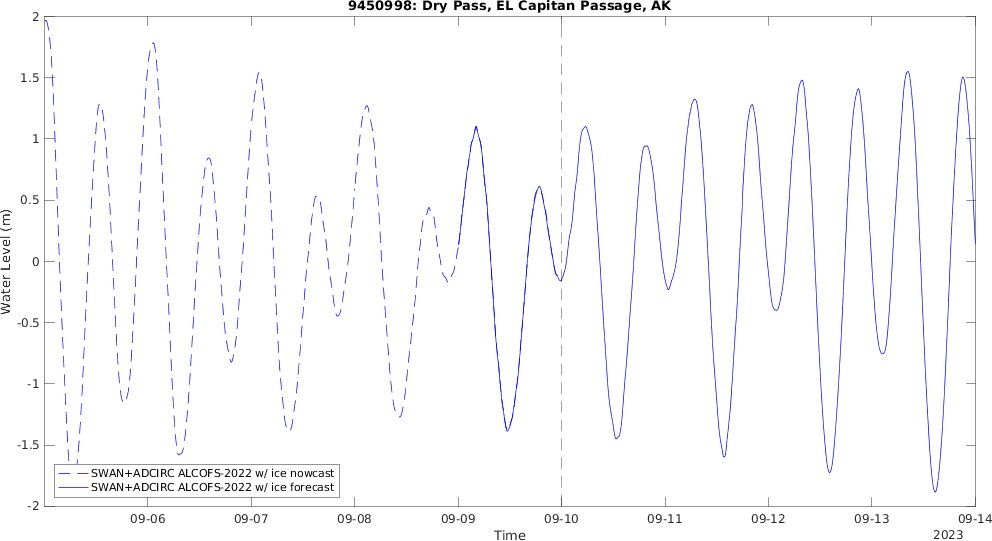 9450998: Dry Pass, EL Capitan Passage, AK
2
1.5
1
0.5
0
-0.5
-1
-1.5
-2
Water Level (m)
SWAN+ADCIRC ALCOFS-2022 w/ ice nowcast
SWAN+ADCIRC ALCOFS-2022 w/ ice forecast
09-06 09-07 09-08 09-09 09-10 09-11 09-12 09-13 09-14
Time
2023